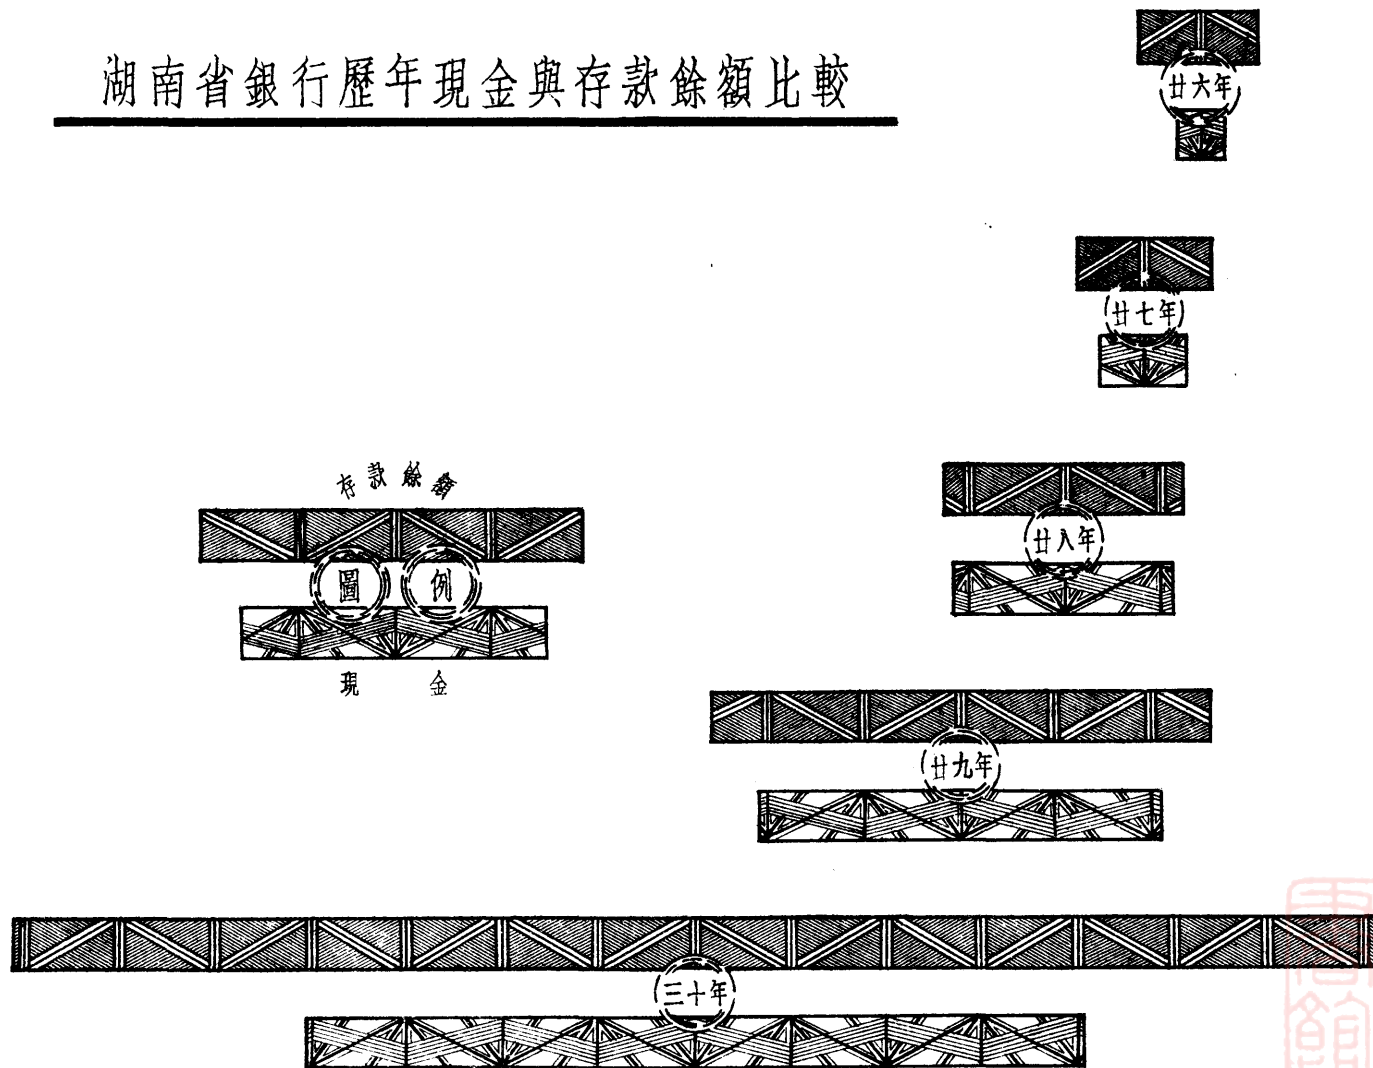 湖南省銀行歷年現金與存款餘額比較
廿六年
廿七年
存款餘額
圖例
現金
廿八年
廿九年
三十年